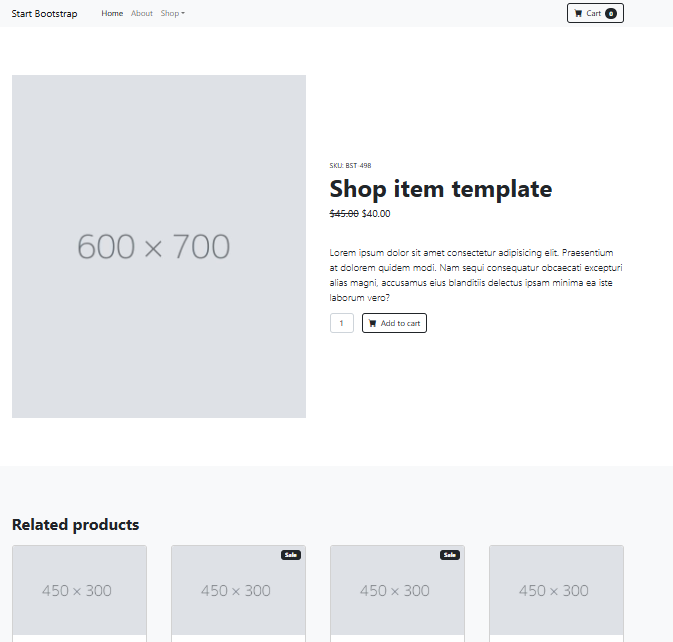 Start Bootstrap Home About Shop Cart 0
600 × 700
SKU: BST-498
Shop item template
$45.00 $40.00
Lorem ipsum dolor sit amet consectetur adipisicing elit. Praesentium
at dolorem quidem modi. Nam sequi consequatur obcaecati excepturi
alias magni, accusamus eius blanditiis delectus ipsam minima ea iste
laborum vero?
1 Add to cart
Related products
Sale Sale
450 × 300 450 × 300 450 × 300 450 × 300